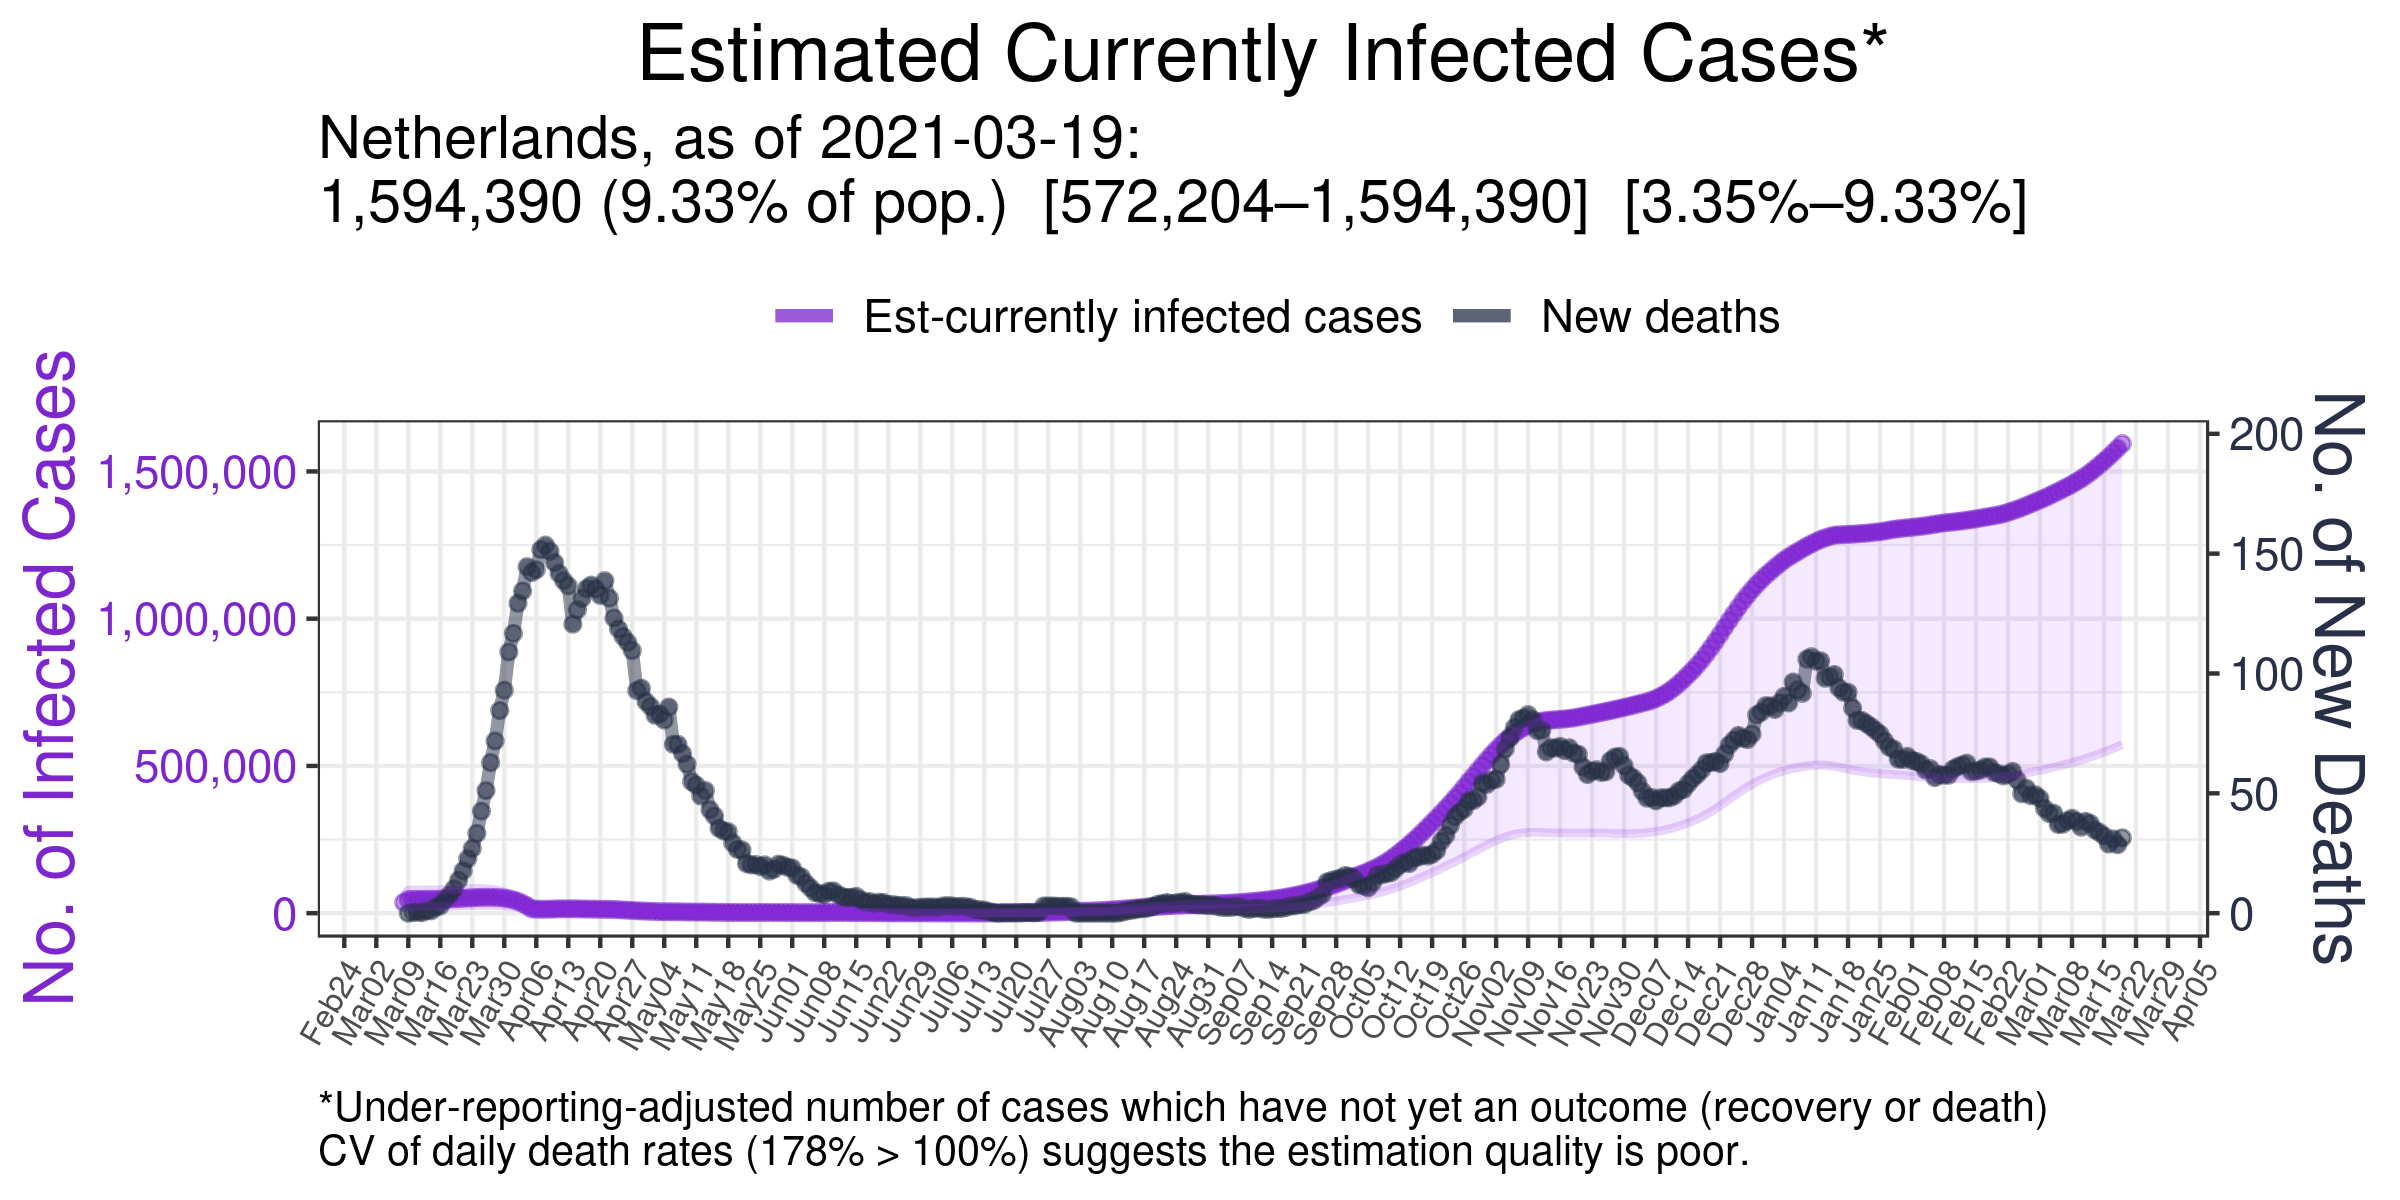 Estimated Currently Infected Cases*
Netherlands, as of 2021-03-19:
1,594,390 (9.33% of pop.)  [572,204–1,594,390]  [3.35%–9.33%]
Est-currently infected cases
New deaths
No. of Infected Cases
1,500,000
1,000,000
500,000
0
200
150
100
50
0
No. of New Deaths
Feb24
Mar02
Mar09
Mar16
Mar23
Mar30
Apr06
Apr13
Apr20
Apr27
May04
May11
May18
May25
Jun01
Jun08
Jun15
Jun22
Jun29
Jul06
Jul13
Jul20
Jul27
Aug03
Aug10
Aug17
Aug24
Aug31
Sep07
Sep14
Sep21
Sep28
Oct05
Oct12
Oct19
Oct26
Nov02
Nov09
Nov16
Nov23
Nov30
Dec07
Dec14
Dec21
Dec28
Jan04
Jan11
Jan18
Jan25
Feb01
Feb08
Feb15
Feb22
Mar01
Mar08
Mar15
Mar22
Mar29
Apr05
*Under-reporting-adjusted number of cases which have not yet an outcome (recovery or death)
CV of daily death rates (178% > 100%) suggests the estimation quality is poor.